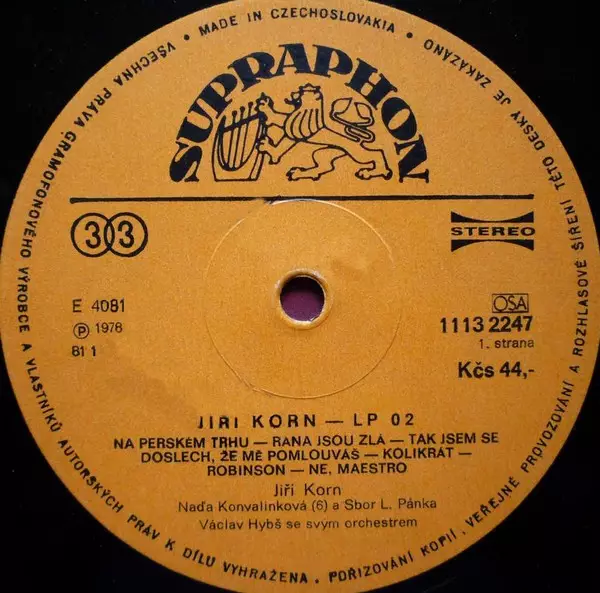 MADE IN CZECHOSLOVAKIA •
VŠECHNA PRÁVA GRAMOFONOVÉHO VÝROBCE A VLASTNÍKŮ AUTORSKÝCH PRÁV K DÍLU VYHRAŽENA. POŘIZOVÁNÍ KOPIÍ, VEŘEJNÉ PROVOZOVÁNÍ A ROZHLASOVÉ ŠÍŘENÍ TÉTO DESKY JE ZAKÁZÁNO
SUPRAPHON
33
STEREO
E 4081
Ⓟ 1978
81 1
OSA
1113 2247
1. strana
Kčs 44,-
JIŘÍ KORN — LP 02
NA PERSKÉM TRHU — RÁNA JSOU ZLÁ — TAK JSEM SE
DOSLECH, ŽE MĚ POMLOUVÁŠ — KOLIKRÁT —
ROBINSON — NE, MAESTRO
Jiří Korn
Naďa Konvalinková (6) a Sbor L. Pánka
Václav Hybš se svým orchestrem